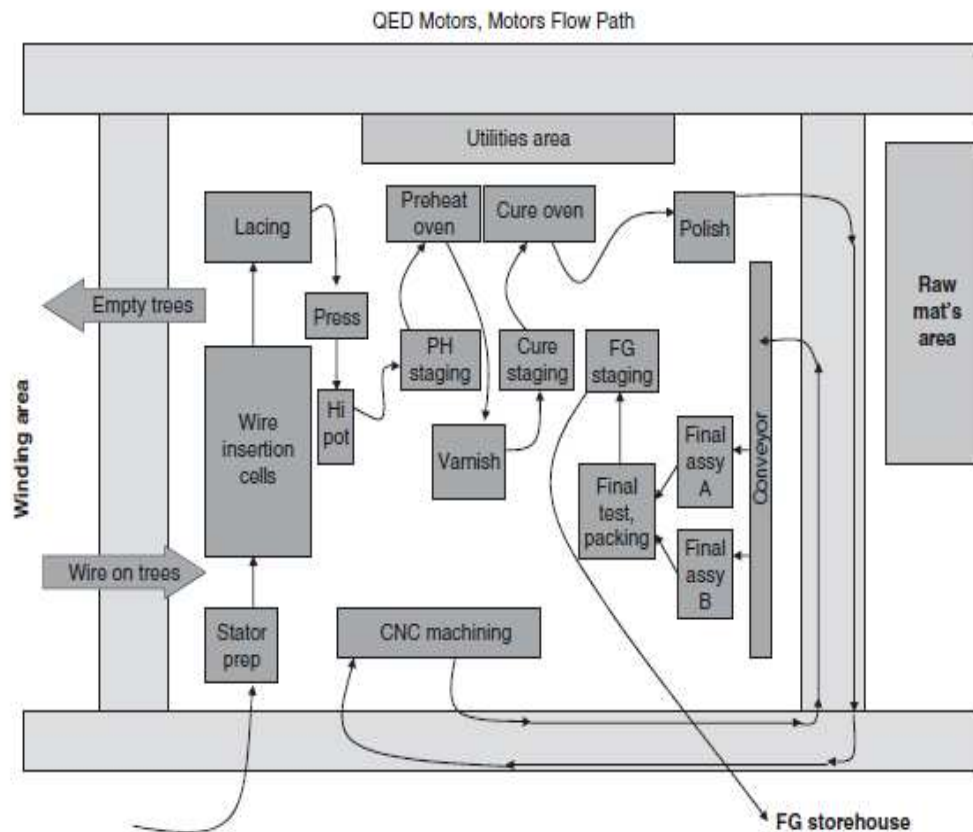 QED Motors, Motors Flow Path
Utilities area
Lacing
Preheat
oven
Cure oven
Polish
Empty trees
Press
Raw
mat's
area
PH
staging
Cure
staging
FG
staging
Hi
pot
Wire
insertion
cells
Winding area
Varnish
Final
assy
A
Conveyor
Final
test,
packing
Final
assy
B
Wire on trees
Stator
prep
CNC machining
FG storehouse